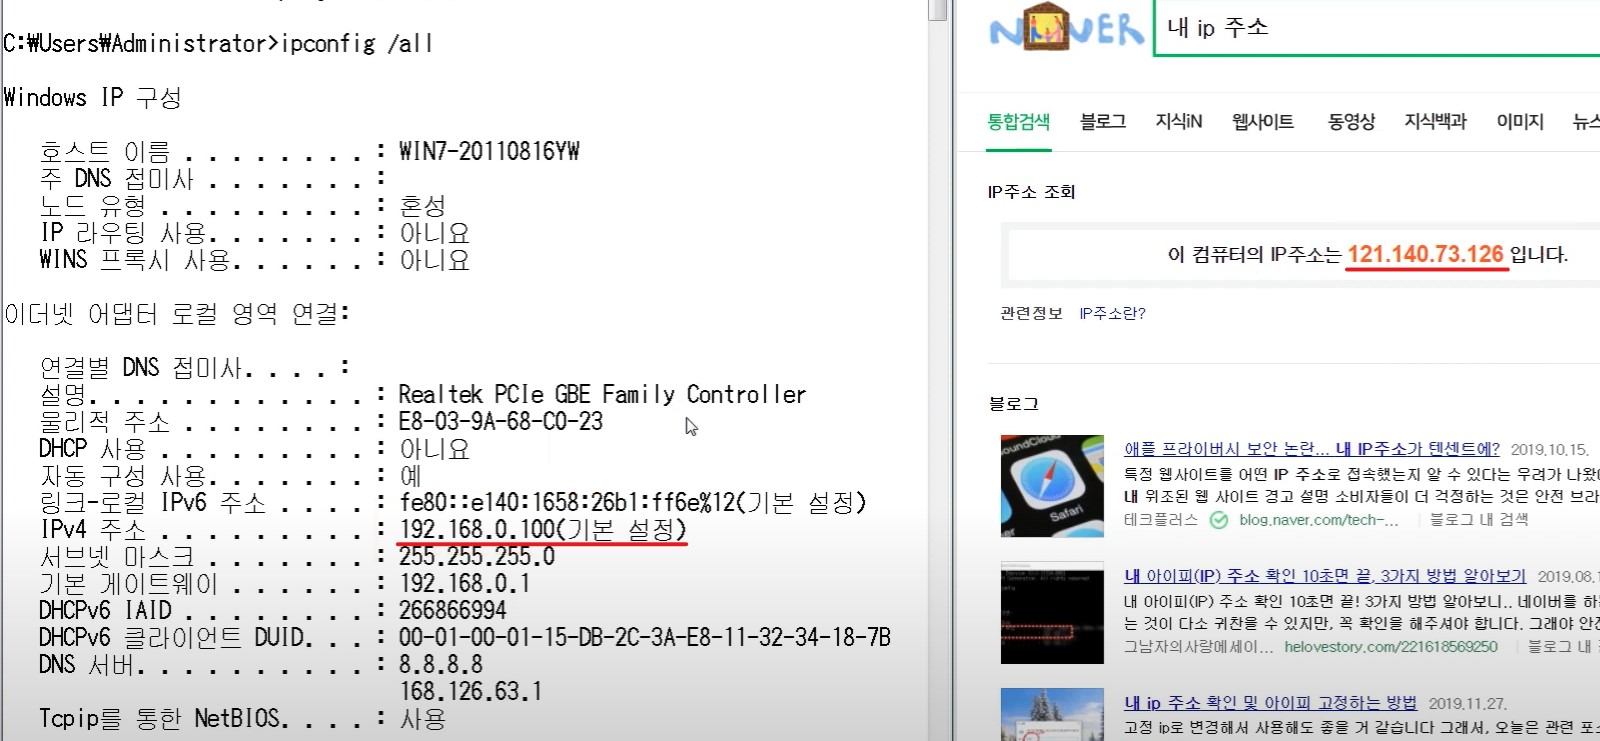 C:₩Users₩Administrator>ipconfig /all
Windows IP 구성
호스트 이름 . . . . . . . . : WIN7-20110816YW
주 DNS 접미사 . . . . . . . :
노드 유형 . . . . . . . . . : 혼성
IP 라우팅 사용. . . . . . . : 아니요
WINS 프록시 사용. . . . . . : 아니요
이더넷 어댑터 로컬 영역 연결:
연결별 DNS 접미사. . . . :
설명. . . . . . . . . . . . : Realtek PCIe GBE Family Controller
물리적 주소 . . . . . . . . : E8-03-9A-68-C0-23
DHCP 사용 . . . . . . . . . : 아니요
자동 구성 사용. . . . . . . : 예
링크-로컬 IPv6 주소 . . . . : fe80::e140:1658:26b1:ff6e%12(기본 설정)
IPv4 주소 . . . . . . . . . : 192.168.0.100(기본 설정)
서브넷 마스크 . . . . . . . : 255.255.255.0
기본 게이트웨이 . . . . . . : 192.168.0.1
DHCPv6 IAID . . . . . . . . : 266866994
DHCPv6 클라이언트 DUID. . . : 00-01-00-01-15-DB-2C-3A-E8-11-32-34-18-7B
DNS 서버. . . . . . . . . . : 8.8.8.8
168.126.63.1
Tcpip를 통한 NetBIOS. . . . : 사용
NAVER
내 ip 주소
통합검색 블로그 지식iN 웹사이트 동영상 지식백과 이미지 뉴스
IP주소 조회
이 컴퓨터의 IP주소는 121.140.73.126 입니다.
관련정보 IP주소란?
블로그
SoundCloud
Safari
애플 프라이버시 보안 논란... 내 IP주소가 텐센트에? 2019.10.15.
특정 웹사이트를 어떤 IP 주소로 접속했는지 알 수 있다는 우려가
내 위조된 웹 사이트 경고 설명 소비자들이 더 걱정하는 것은 안전
테크플러스 blog.naver.com/tech-... 블로그 내 검색
내 아이피(IP) 주소 확인 10초면 끝, 3가지 방법 알아보기 2019.08.
내 아이피(IP) 주소 확인 10초면 끝! 3가지 방법 알아보니.. 네이버를
는 것이 다소 귀찮을 수 있지만, 꼭 확인을 해주셔야 합니다. 그래야
그남자의사랑에세이... helovestory.com/221618569250 블로그 내
내 ip 주소 확인 및 아이피 고정하는 방법 2019.11.27.
고정 ip로 변경해서 사용해도 좋을 거 같습니다 그래서, 오늘은 관련